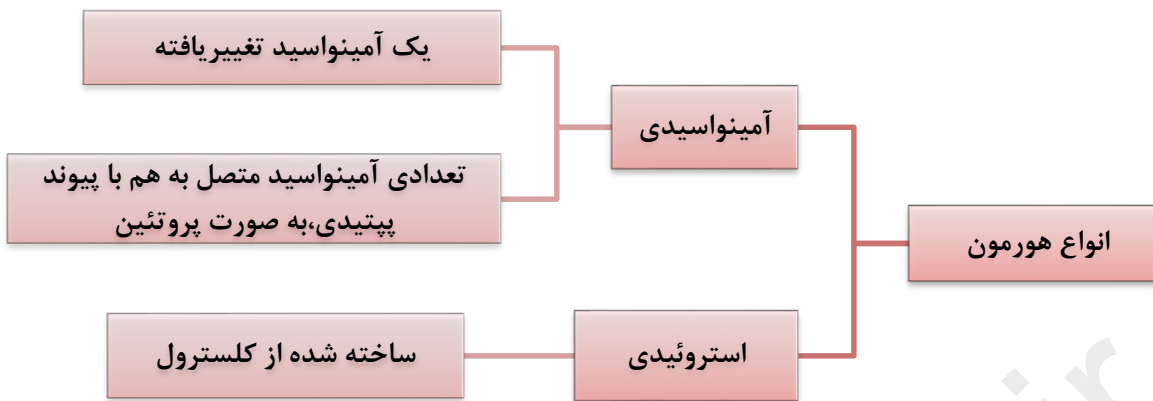 انواع هورمون
آمینواسیدی
یک آمینواسید تغییریافته
تعدادی آمینواسید متصل به هم با پیوند
پپتیدی،به صورت پروتئین
استروئیدی
ساخته شده از کلسترول